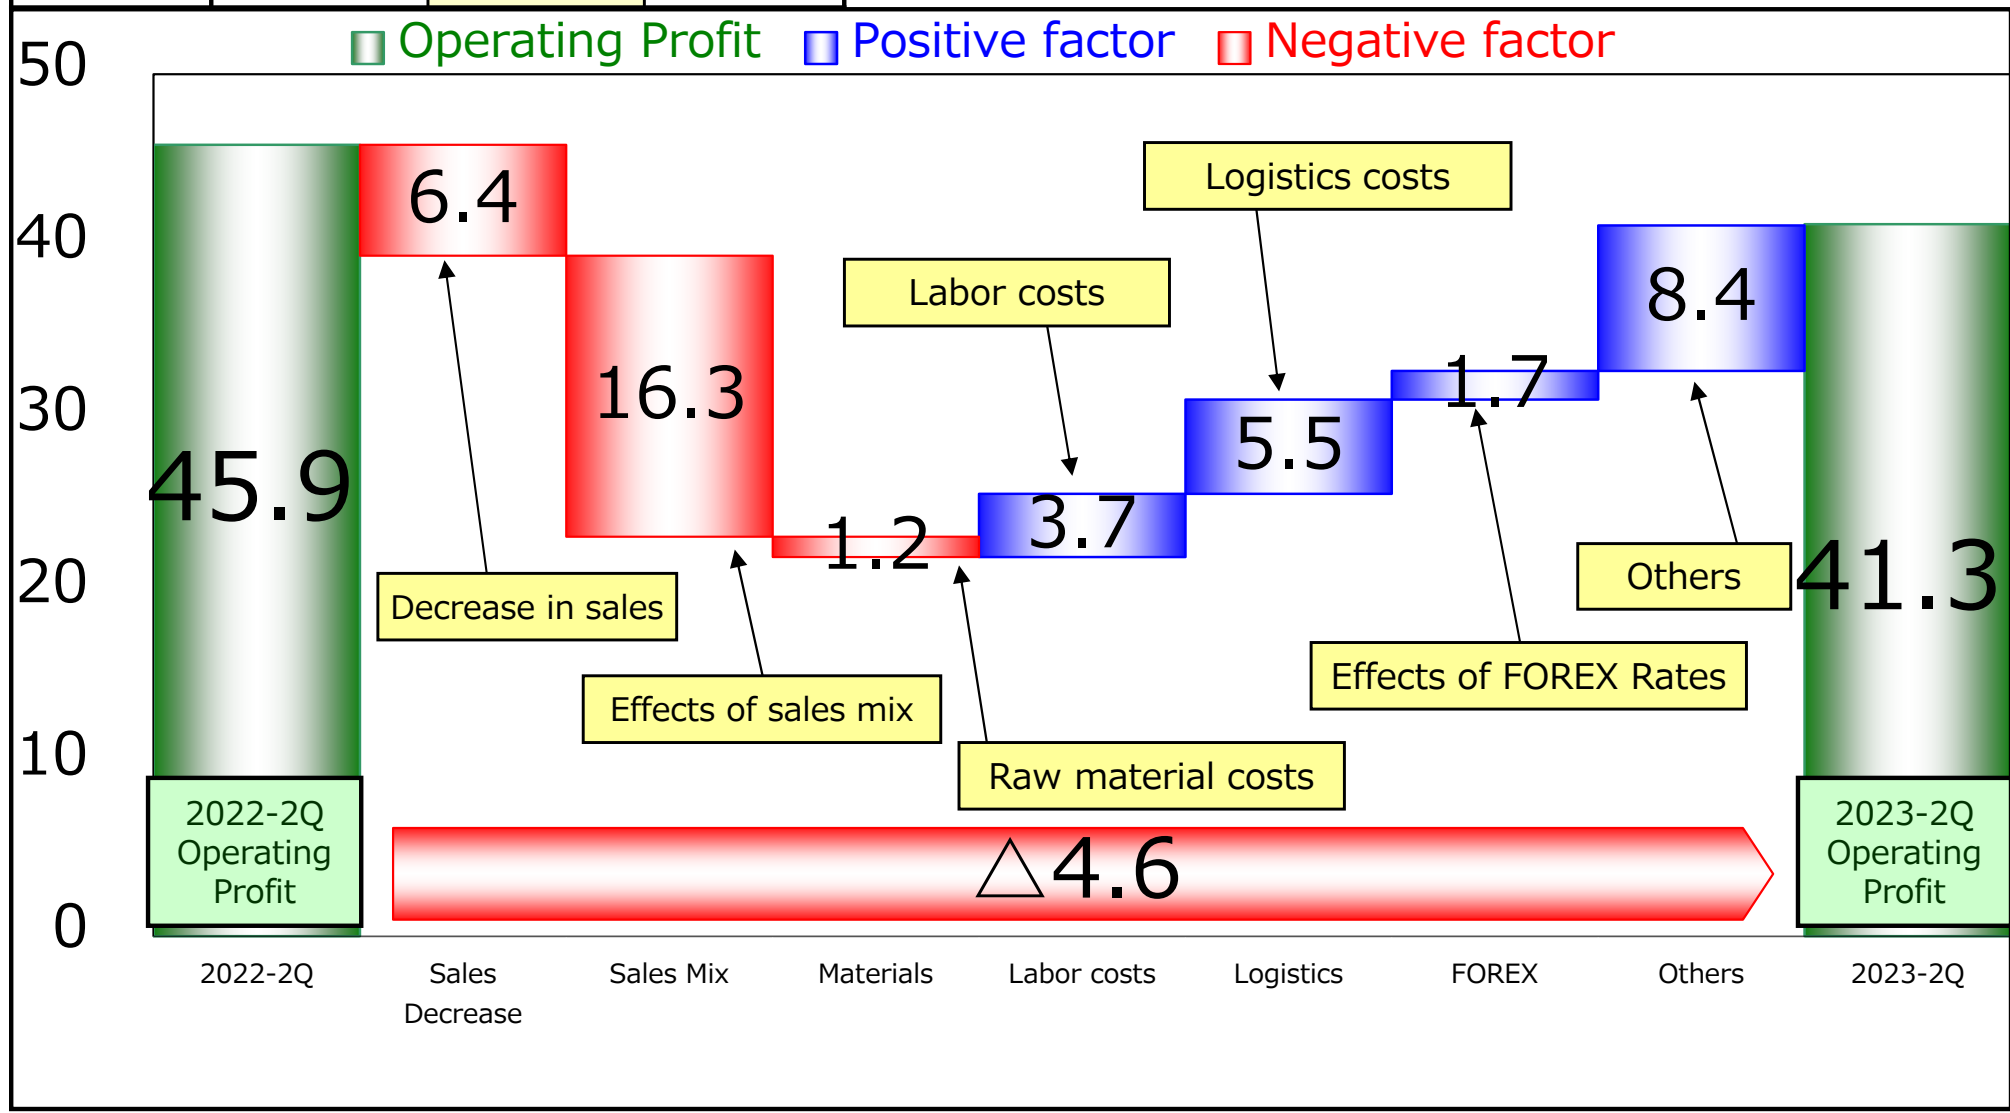 Operating Profit Positive factor Negative factor
50
40
30
20
10
0
45.9
6.4
16.3
1.2
3.7
5.5
1.7
8.4
41.3
Logistics costs
Labor costs
Decrease in sales
Effects of sales mix
Raw material costs
Effects of FOREX Rates
Others
2022-2Q
Operating
Profit
△4.6
2023-2Q
Operating
Profit
2022-2Q
Sales
Decrease
Sales Mix
Materials
Labor costs
Logistics
FOREX
Others
2023-2Q